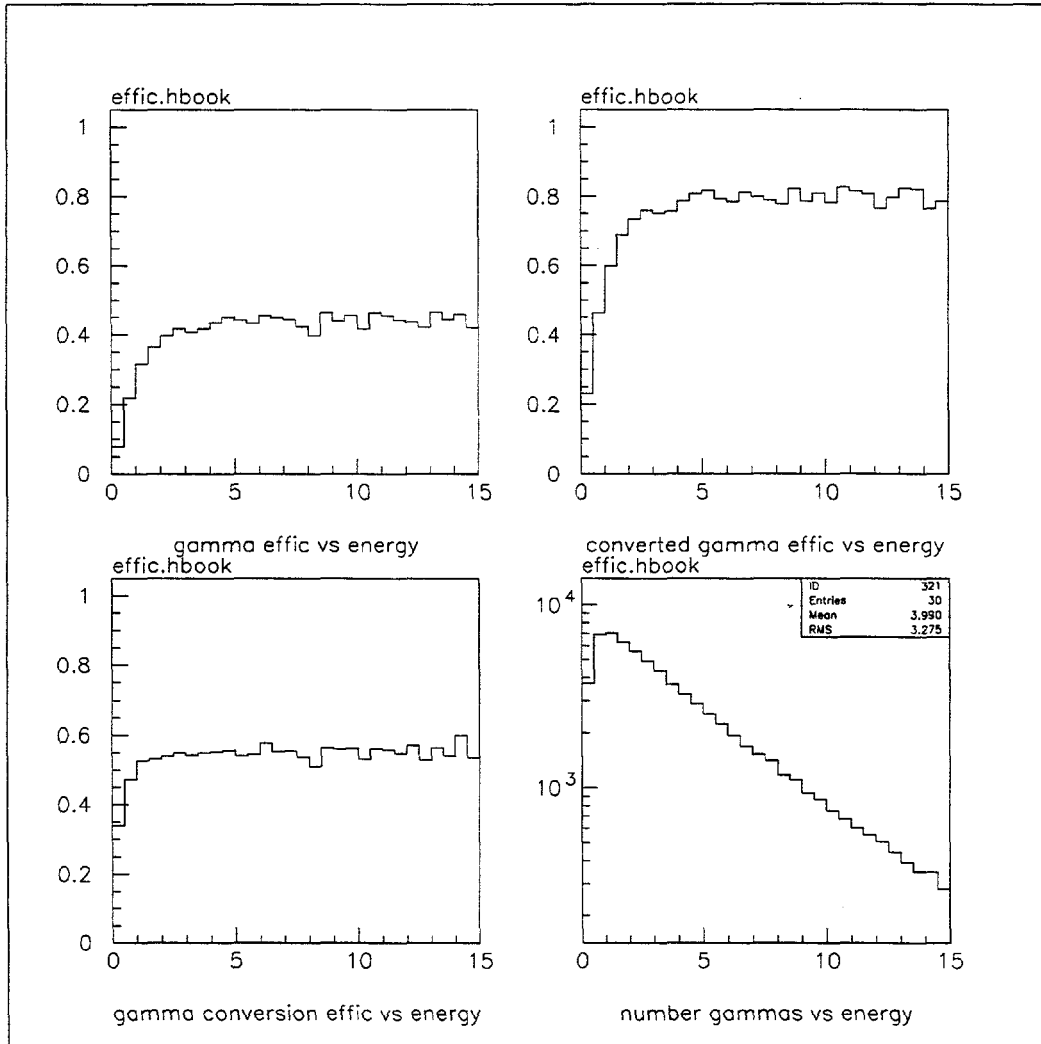 effic.hbook
1
0.8
0.6
0.4
0.2
0
0 5 10 15
gamma effic vs energy
effic.hbook
1
0.8
0.6
0.4
0.2
0
0 5 10 15
converted gamma effic vs energy
effic.hbook
1
0.8
0.6
0.4
0.2
0
0 5 10 15
gamma conversion effic vs energy
effic.hbook
ID 321
Entries 30
Mean 3.990
RMS 3.275
10^4
10^3
0 5 10 15
number gammas vs energy